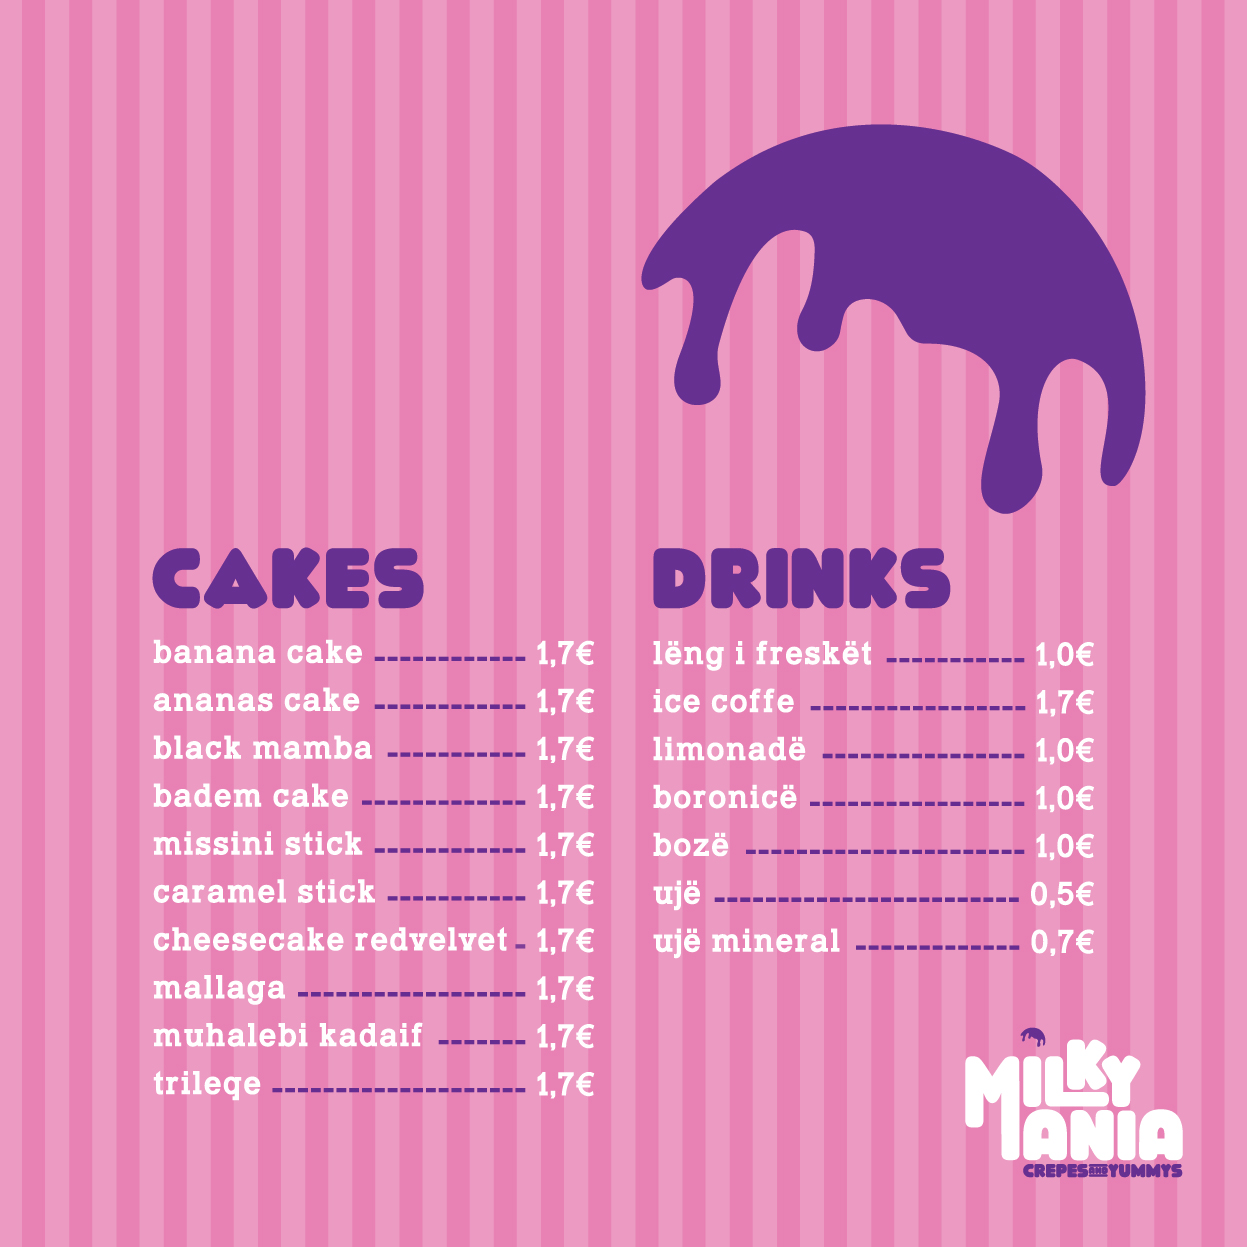 CAKES
banana cake 1,7€
ananas cake 1,7€
black mamba 1,7€
badem cake 1,7€
missini stick 1,7€
caramel stick 1,7€
cheesecake redvelvet 1,7€
mallaga 1,7€
muhalebi kadaif 1,7€
trileqe 1,7€
DRINKS
lëng i freskët 1,0€
ice coffe 1,7€
limonadë 1,0€
boronicë 1,0€
bozë 1,0€
ujë 0,5€
ujë mineral 0,7€
MILKY
MANIA
CREPES AND YUMMYS